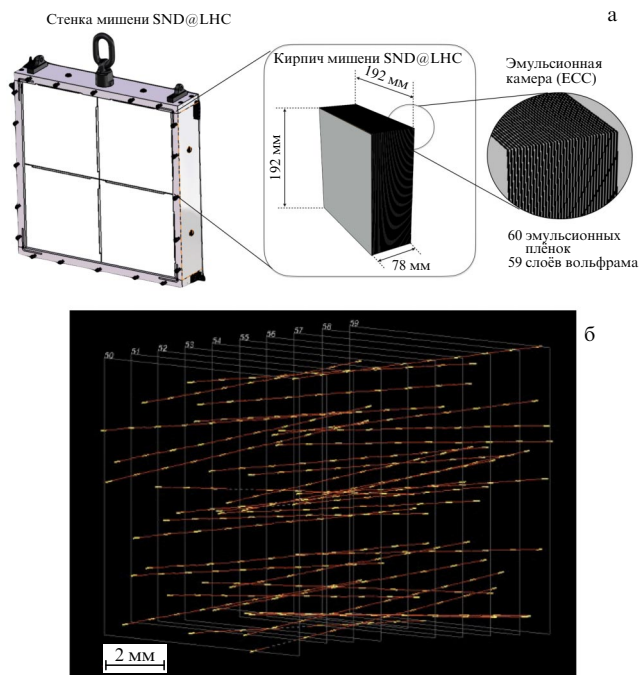 Стенка мишени SND@LHC
а
Кирпич мишени SND@LHC
192 мм
192 мм
78 мм
Эмульсионная
камера (ECC)
60 эмульсионных
плёнок
59 слоёв вольфрама
б
50
51
52
53
54
55
56
57
58
59
2 мм